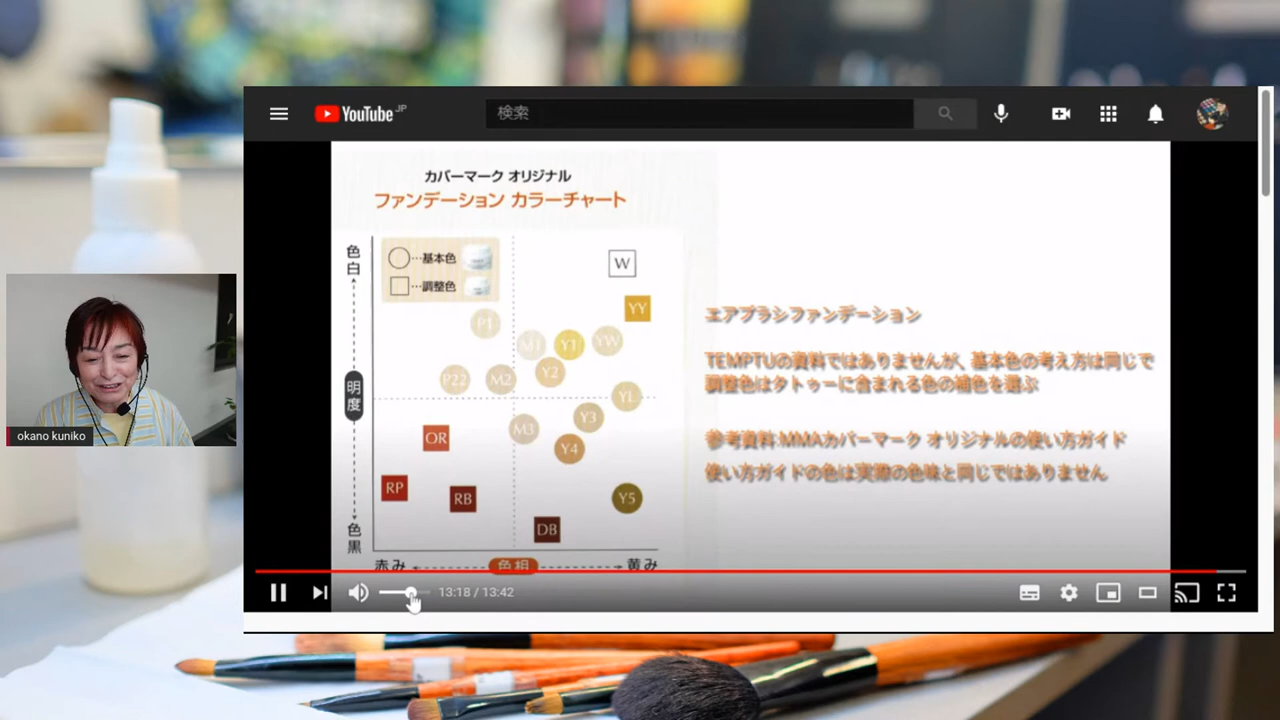 YouTube JP
検索
カバーマーク オリジナル
ファンデーション カラーチャート
色白
明度
色黒
○…基本色
□…調整色
W
YY
P1
M1
Y1
YW
Y2
P22
M2
YL
Y3
M3
OR
Y4
RP
RB
Y5
DB
赤み
色相
黄み
エアブラシファンデーション
TEMPTUの資料ではありませんが、基本色の考え方は同じで
調整色はタトゥーに含まれる色の補色を選ぶ
参考資料:MMAカバーマーク オリジナルの使い方ガイド
使い方ガイドの色は実際の色味と同じではありません
okano kuniko
13:18 / 13:42